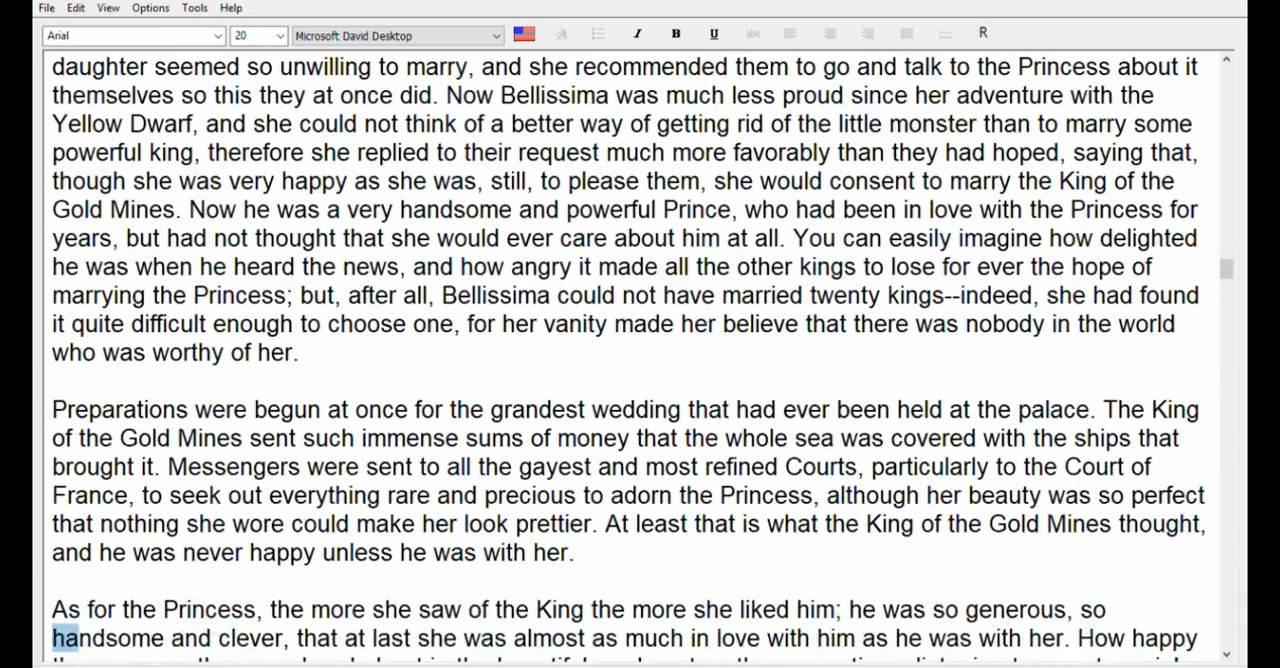 File Edit View Options Tools Help
Arial 20 Microsoft David Desktop I B U abc R
daughter seemed so unwilling to marry, and she recommended them to go and talk to the Princess about it
themselves so this they at once did. Now Bellissima was much less proud since her adventure with the
Yellow Dwarf, and she could not think of a better way of getting rid of the little monster than to marry some
powerful king, therefore she replied to their request much more favorably than they had hoped, saying that,
though she was very happy as she was, still, to please them, she would consent to marry the King of the
Gold Mines. Now he was a very handsome and powerful Prince, who had been in love with the Princess for
years, but had not thought that she would ever care about him at all. You can easily imagine how delighted
he was when he heard the news, and how angry it made all the other kings to lose for ever the hope of
marrying the Princess; but, after all, Bellissima could not have married twenty kings--indeed, she had found
it quite difficult enough to choose one, for her vanity made her believe that there was nobody in the world
who was worthy of her.
Preparations were begun at once for the grandest wedding that had ever been held at the palace. The King
of the Gold Mines sent such immense sums of money that the whole sea was covered with the ships that
brought it. Messengers were sent to all the gayest and most refined Courts, particularly to the Court of
France, to seek out everything rare and precious to adorn the Princess, although her beauty was so perfect
that nothing she wore could make her look prettier. At least that is what the King of the Gold Mines thought,
and he was never happy unless he was with her.
As for the Princess, the more she saw of the King the more she liked him; he was so generous, so
handsome and clever, that at last she was almost as much in love with him as he was with her. How happy